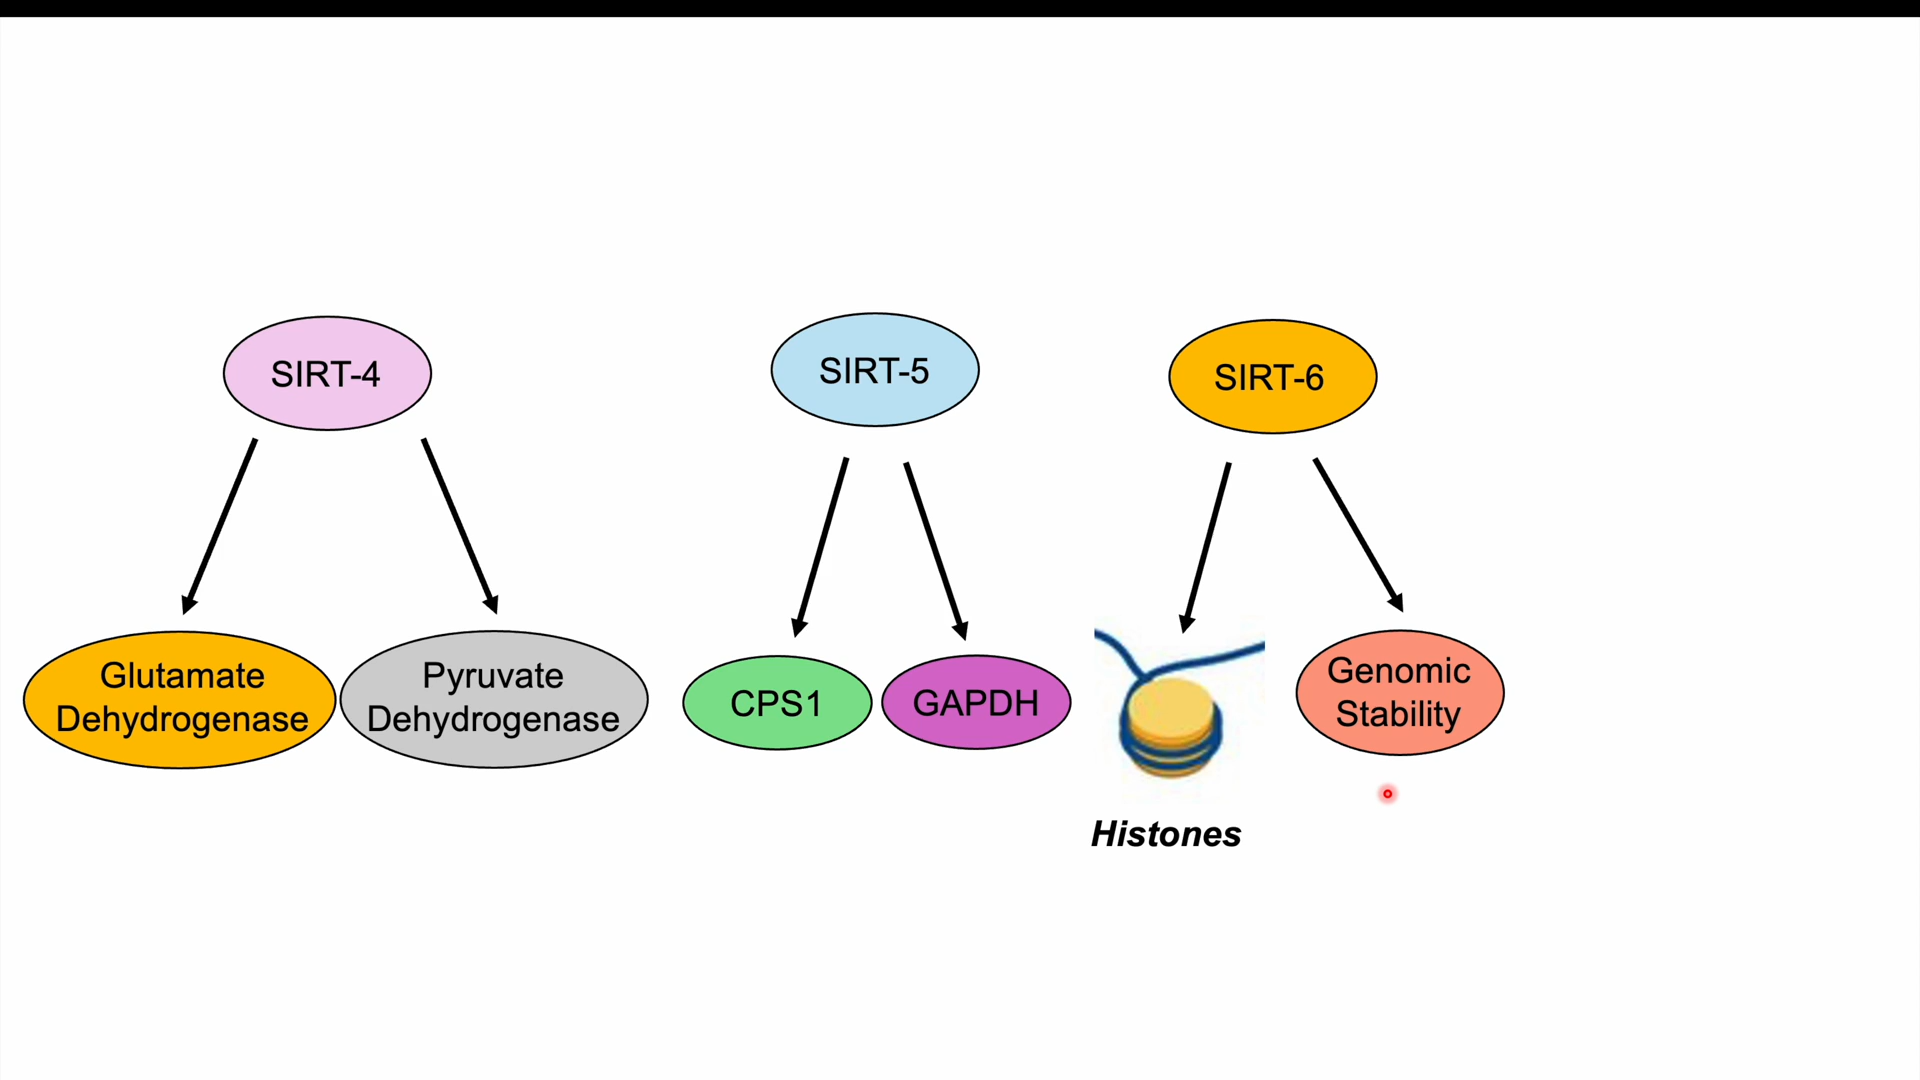 SIRT-4
SIRT-5
SIRT-6
Glutamate
Dehydrogenase
Pyruvate
Dehydrogenase
CPS1
GAPDH
Genomic
Stability
Histones